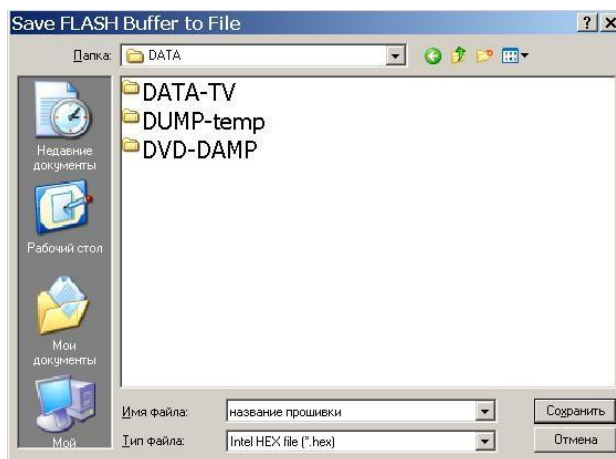 Save FLASH Buffer to File
Папка: DATA
DATA-TV
DUMP-temp
DVD-DAMP
Недавние
документы
Рабочий стол
Мои
документы
Мой
Имя файла: название прошивки Сохранить
Тип файла: Intel HEX file (*.hex) Отмена